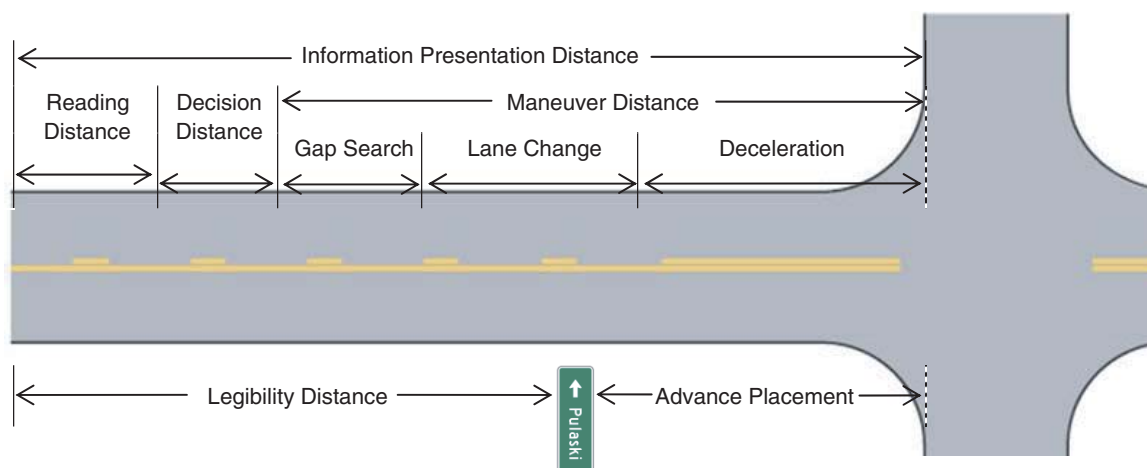 Information Presentation Distance
Reading
Distance
Decision
Distance
Maneuver Distance
Gap Search
Lane Change
Deceleration
Legibility Distance
Pulaski
Advance Placement